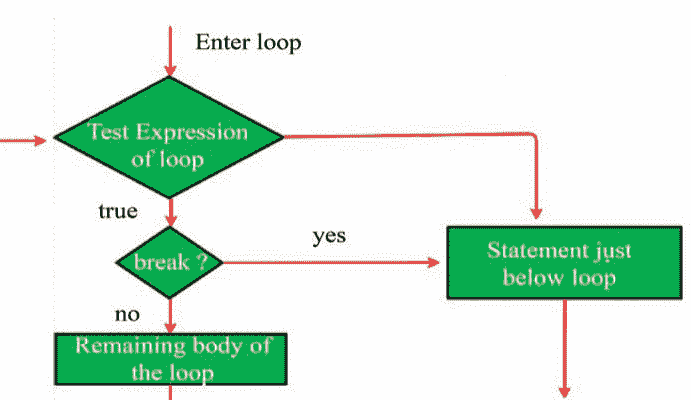 Enter loop
Test Expression
of loop
true
yes
break ?
Statement just
below loop
no
Remaining body of
the loop